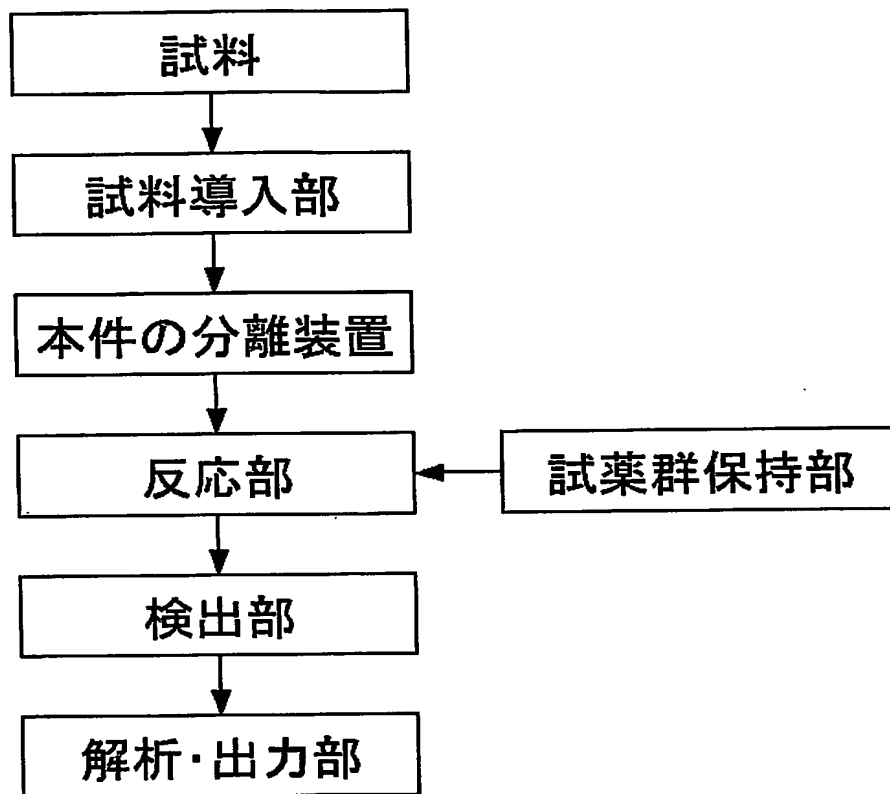 試料
試料導入部
本件の分離装置
反応部
試薬群保持部
検出部
解析・出力部